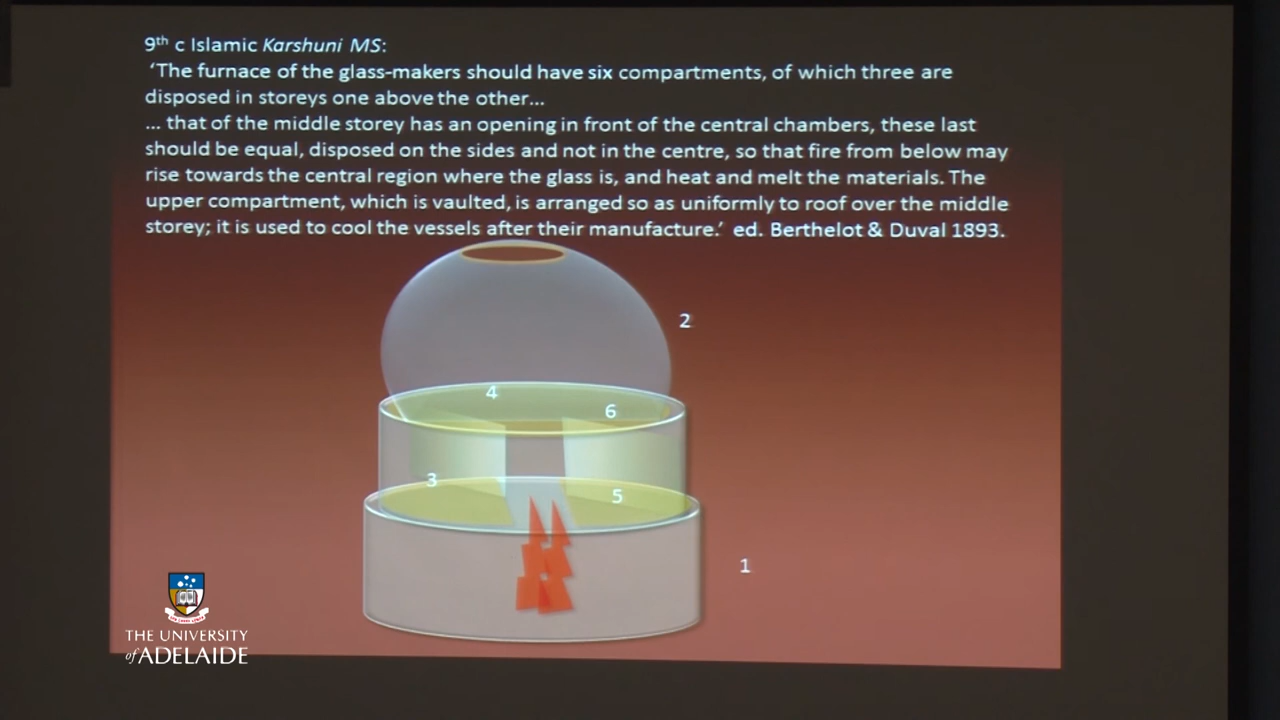 9th c Islamic Karshuni MS:
‘The furnace of the glass-makers should have six compartments, of which three are
disposed in storeys one above the other…
… that of the middle storey has an opening in front of the central chambers, these last
should be equal, disposed on the sides and not in the centre, so that fire from below may
rise towards the central region where the glass is, and heat and melt the materials. The
upper compartment, which is vaulted, is arranged so as uniformly to roof over the middle
storey; it is used to cool the vessels after their manufacture.’ ed. Berthelot & Duval 1893.
2
4
6
3
5
1
THE UNIVERSITY
of ADELAIDE